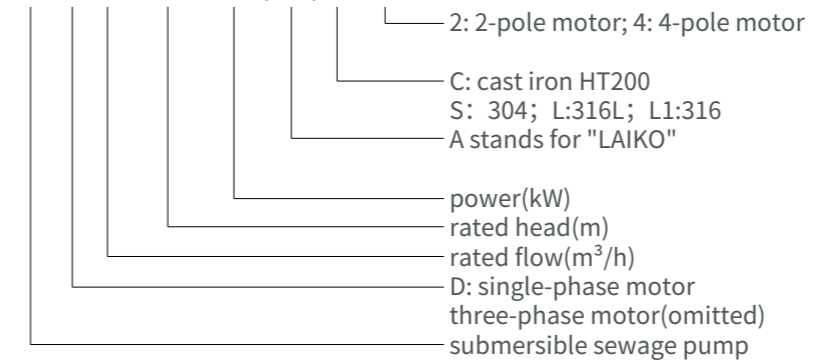 2: 2-pole motor; 4: 4-pole motor
C: cast iron HT200
S：304；L:316L；L1:316
A stands for "LAIKO"
power(kW)
rated head(m)
rated flow(m³/h)
D: single-phase motor
three-phase motor(omitted)
submersible sewage pump